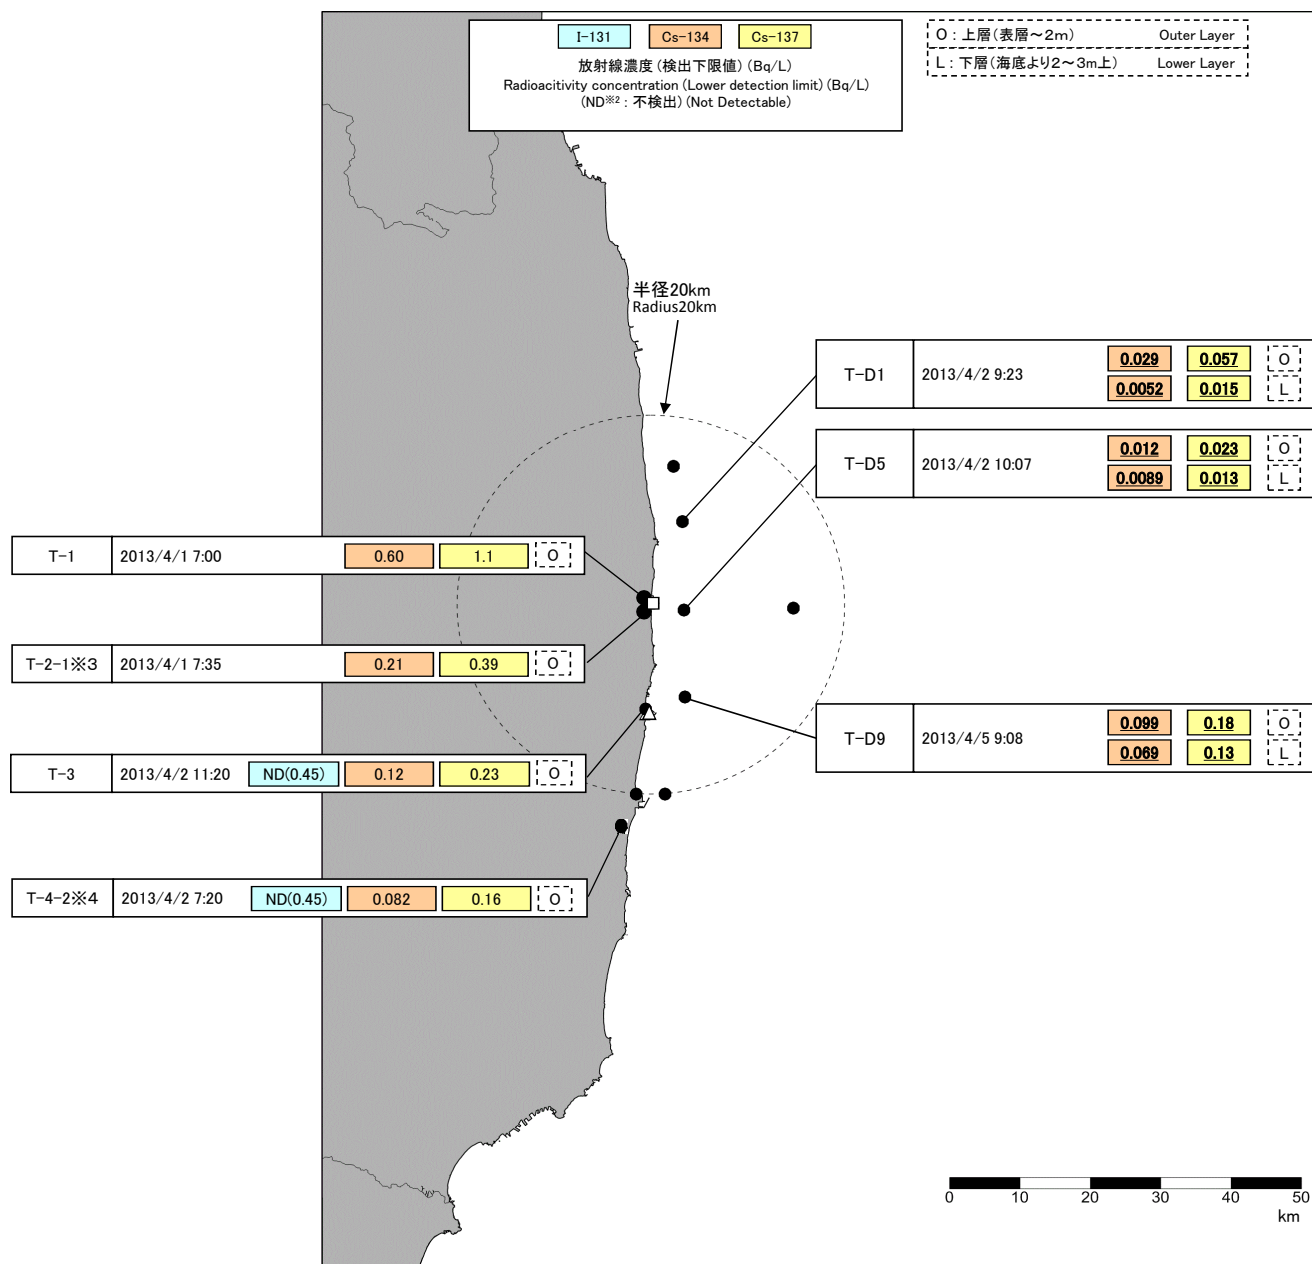 I-131 Cs-134 Cs-137
放射線濃度(検出下限値)(Bq/L)
Radioacitivity concentration (Lower detection limit) (Bq/L)
(ND※2:不検出)(Not Detectable)
O:上層(表層～2m) Outer Layer
L:下層(海底より2～3m上) Lower Layer
半径20km
Radius20km
T-D1 2013/4/2 9:23 0.029 0.057 O
0.0052 0.015 L
T-D5 2013/4/2 10:07 0.012 0.023 O
0.0089 0.013 L
T-1 2013/4/1 7:00 0.60 1.1 O
T-2-1※3 2013/4/1 7:35 0.21 0.39 O
T-D9 2013/4/5 9:08 0.099 0.18 O
0.069 0.13 L
T-3 2013/4/2 11:20 ND(0.45) 0.12 0.23 O
T-4-2※4 2013/4/2 7:20 ND(0.45) 0.082 0.16 O
0 10 20 30 40 50
km